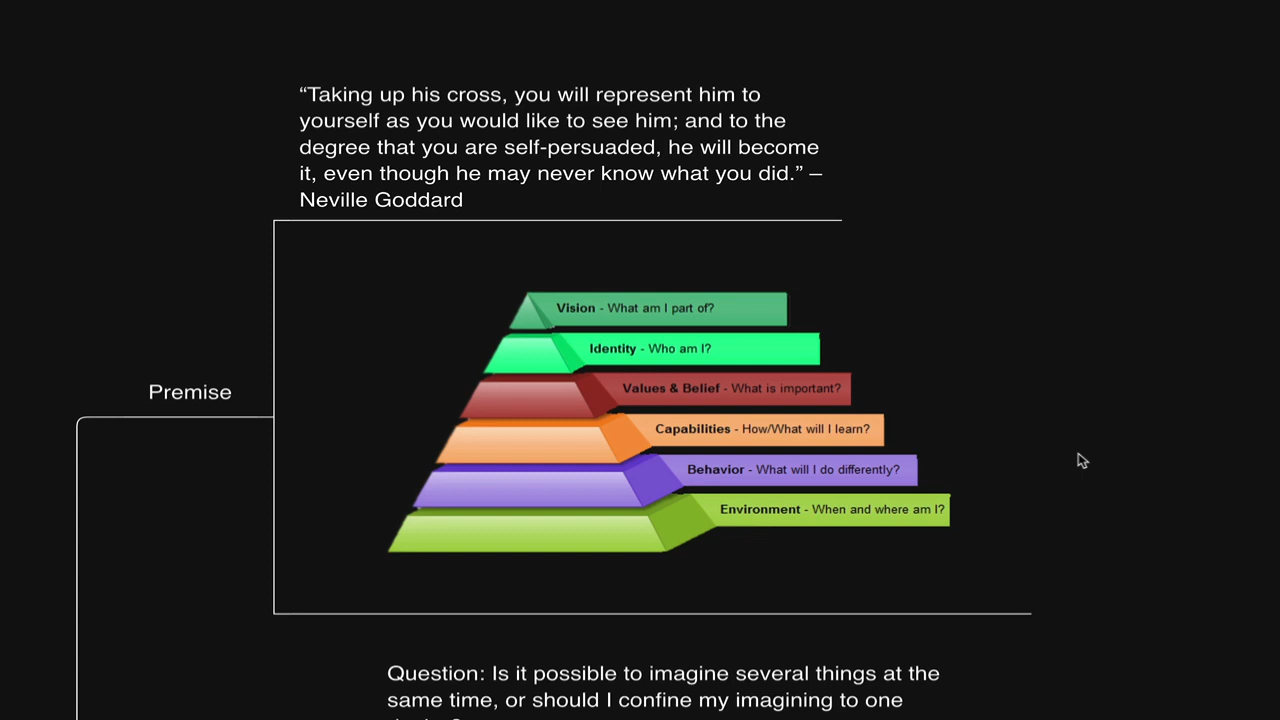 “Taking up his cross, you will represent him to
yourself as you would like to see him; and to the
degree that you are self-persuaded, he will become
it, even though he may never know what you did.” –
Neville Goddard
Vision - What am I part of?
Identity - Who am I?
Values & Belief - What is important?
Premise
Capabilities - How/What will I learn?
Behavior - What will I do differently?
Environment - When and where am I?
Question: Is it possible to imagine several things at the
same time, or should I confine my imagining to one